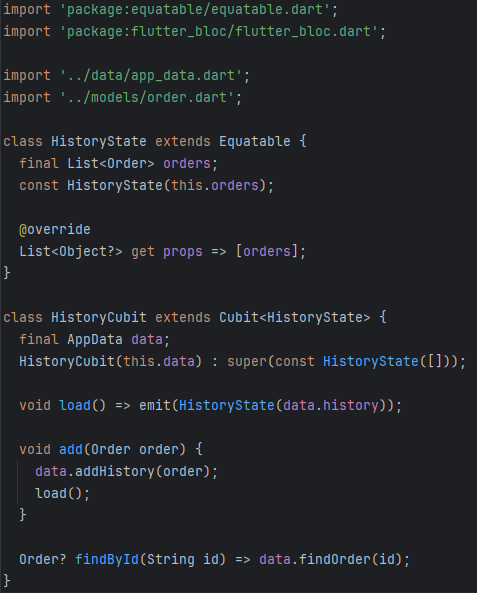 import 'package:equatable/equatable.dart';
import 'package:flutter_bloc/flutter_bloc.dart';

import '../data/app_data.dart';
import '../models/order.dart';

class HistoryState extends Equatable {
  final List<Order> orders;
  const HistoryState(this.orders);

  @override
  List<Object?> get props => [orders];
}

class HistoryCubit extends Cubit<HistoryState> {
  final AppData data;
  HistoryCubit(this.data) : super(const HistoryState([]));

  void load() => emit(HistoryState(data.history));

  void add(Order order) {
    data.addHistory(order);
    load();
  }

  Order? findById(String id) => data.findOrder(id);
}